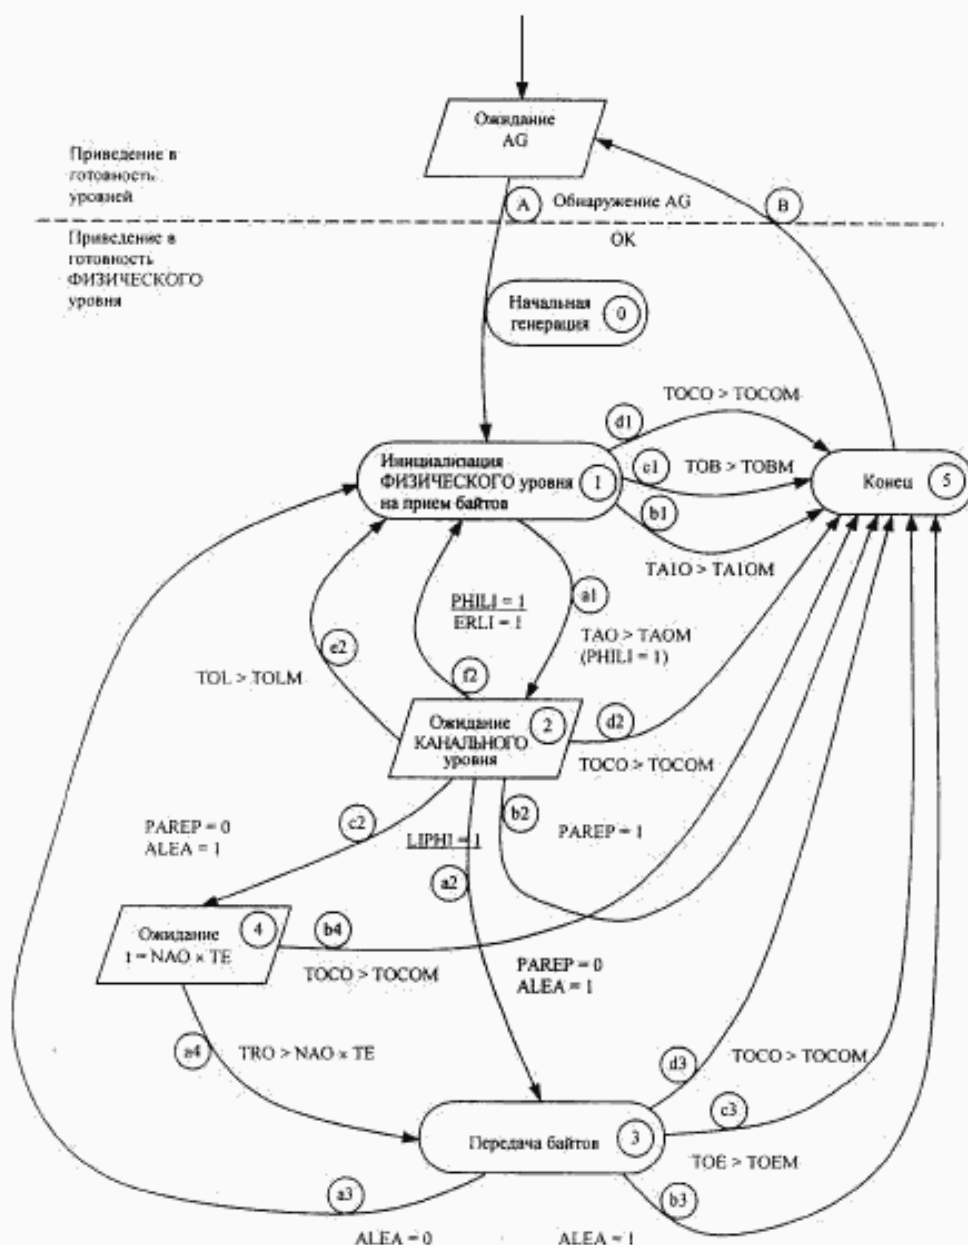 Ожидание
AG
Приведение в
готовность
уровней
A
Обнаружение AG
B
Приведение в
готовность
ФИЗИЧЕСКОГО
уровня
OK
Начальная
генерация
0
TOCO > TOCOM
d1
Инициализация
ФИЗИЧЕСКОГО уровня
на прием байтов
1
c1
TOB > TOBM
Конец
5
b1
TA1O > TA1OM
PHILI = 1
ERLI = 1
a1
e2
TAO > TAOM
(PHILI = 1)
TOL > TOLM
f2
Ожидание
КАНАЛЬНОГО
уровня
2
d2
TOCO > TOCOM
c2
b2
PAREP = 0
ALEA = 1
LIPHI = 1
PAREP = 1
a2
Ожидание
t = NAO × TE
4
b4
TOCO > TOCOM
PAREP = 0
ALEA = 1
a4
TRO > NAO × TE
d3
TOCO > TOCOM
c3
Передача байтов
3
TOE > TOEM
a3
b3
ALEA = 0
ALEA = 1